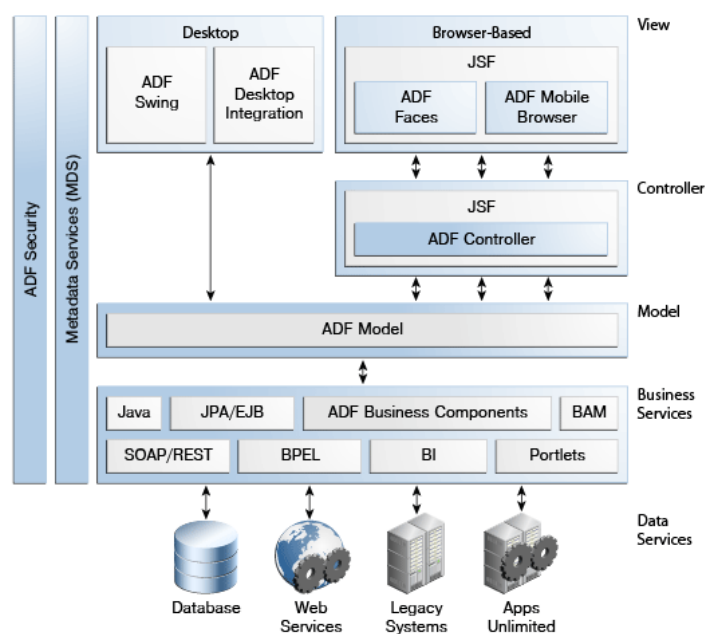 Desktop
Browser-Based
View
JSF
ADF
Swing
ADF
Desktop
Integration
ADF
Faces
ADF Mobile
Browser
ADF Security
Metadata Services (MDS)
Controller
JSF
ADF Controller
Model
ADF Model
Business
Services
Java
JPA/EJB
ADF Business Components
BAM
SOAP/REST
BPEL
BI
Portlets
Data
Services
Database
Web
Services
Legacy
Systems
Apps
Unlimited